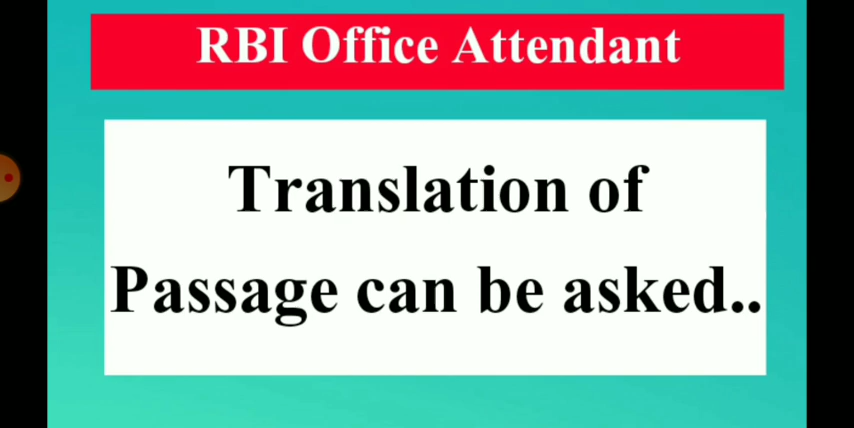 RBI Office Attendant
Translation of
Passage can be asked..